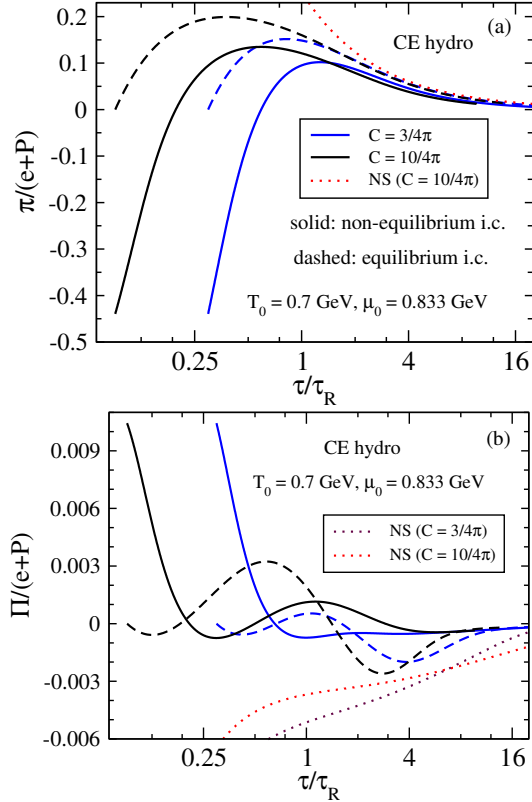 0.2
0.1
0
-0.1
-0.2
-0.3
-0.4
-0.5
π/(e+P)
(a)
CE hydro
C = 3/4π
C = 10/4π
NS (C = 10/4π)
solid: non-equilibrium i.c.
dashed: equilibrium i.c.
T₀ = 0.7 GeV, μ₀ = 0.833 GeV
0.25 1 4 16
τ/τ_R
0.009
0.006
0.003
0
-0.003
-0.006
Π/(e+P)
(b)
CE hydro
T₀ = 0.7 GeV, μ₀ = 0.833 GeV
NS (C = 3/4π)
NS (C = 10/4π)
0.25 1 4 16
τ/τ_R